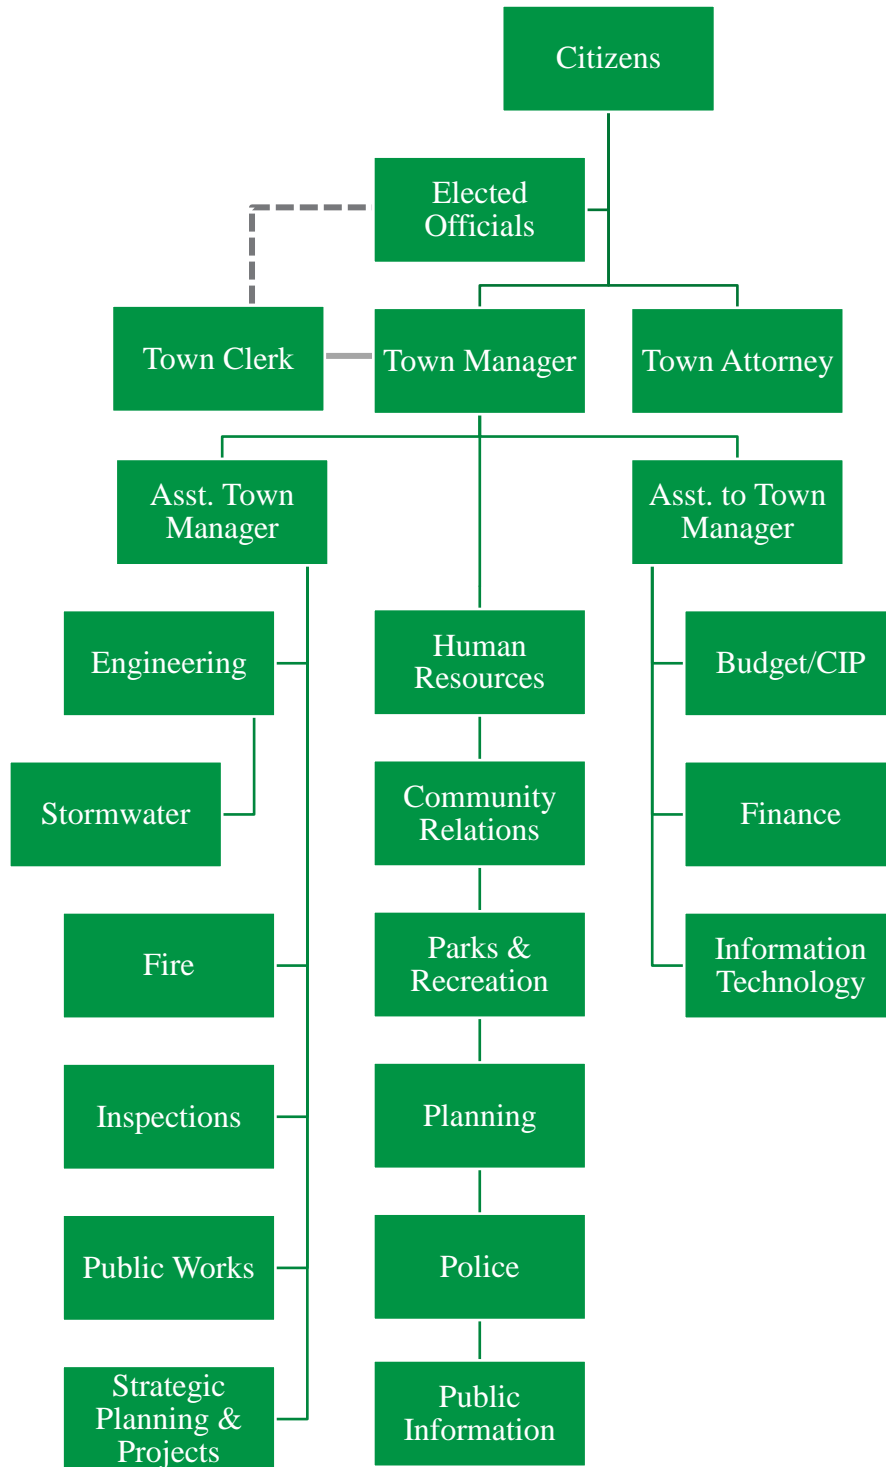 Citizens
Elected
Officials
Town Clerk
Town Manager
Town Attorney
Asst. Town
Manager
Asst. to Town
Manager
Engineering
Human
Resources
Budget/CIP
Stormwater
Community
Relations
Finance
Fire
Parks &
Recreation
Information
Technology
Inspections
Planning
Public Works
Police
Strategic
Planning &
Projects
Public
Information